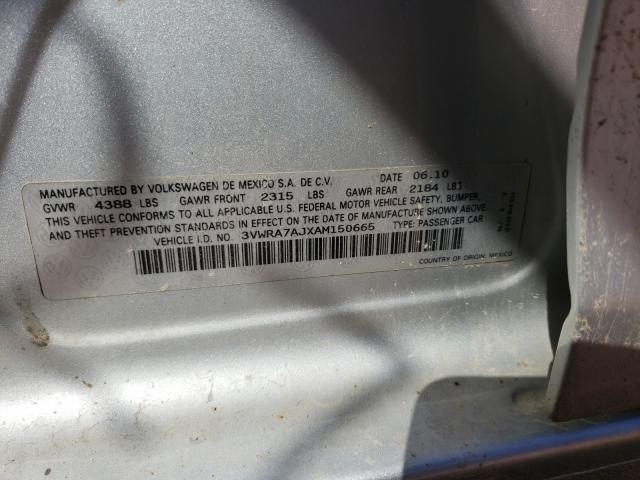 MANUFACTURED BY VOLKSWAGEN DE MEXICO S.A. DE C.V. DATE 06.10
GVWR 4388 LBS GAWR FRONT 2315 LBS GAWR REAR 2184 LBS
THIS VEHICLE CONFORMS TO ALL APPLICABLE U.S. FEDERAL MOTOR VEHICLE SAFETY, BUMPER,
AND THEFT PREVENTION STANDARDS IN EFFECT ON THE DATE OF MANUFACTURE SHOWN ABOVE.
VEHICLE I.D. NO. 3VWRA7AJXAM150665 TYPE: PASSENGER CAR
COUNTRY OF ORIGIN: MEXICO